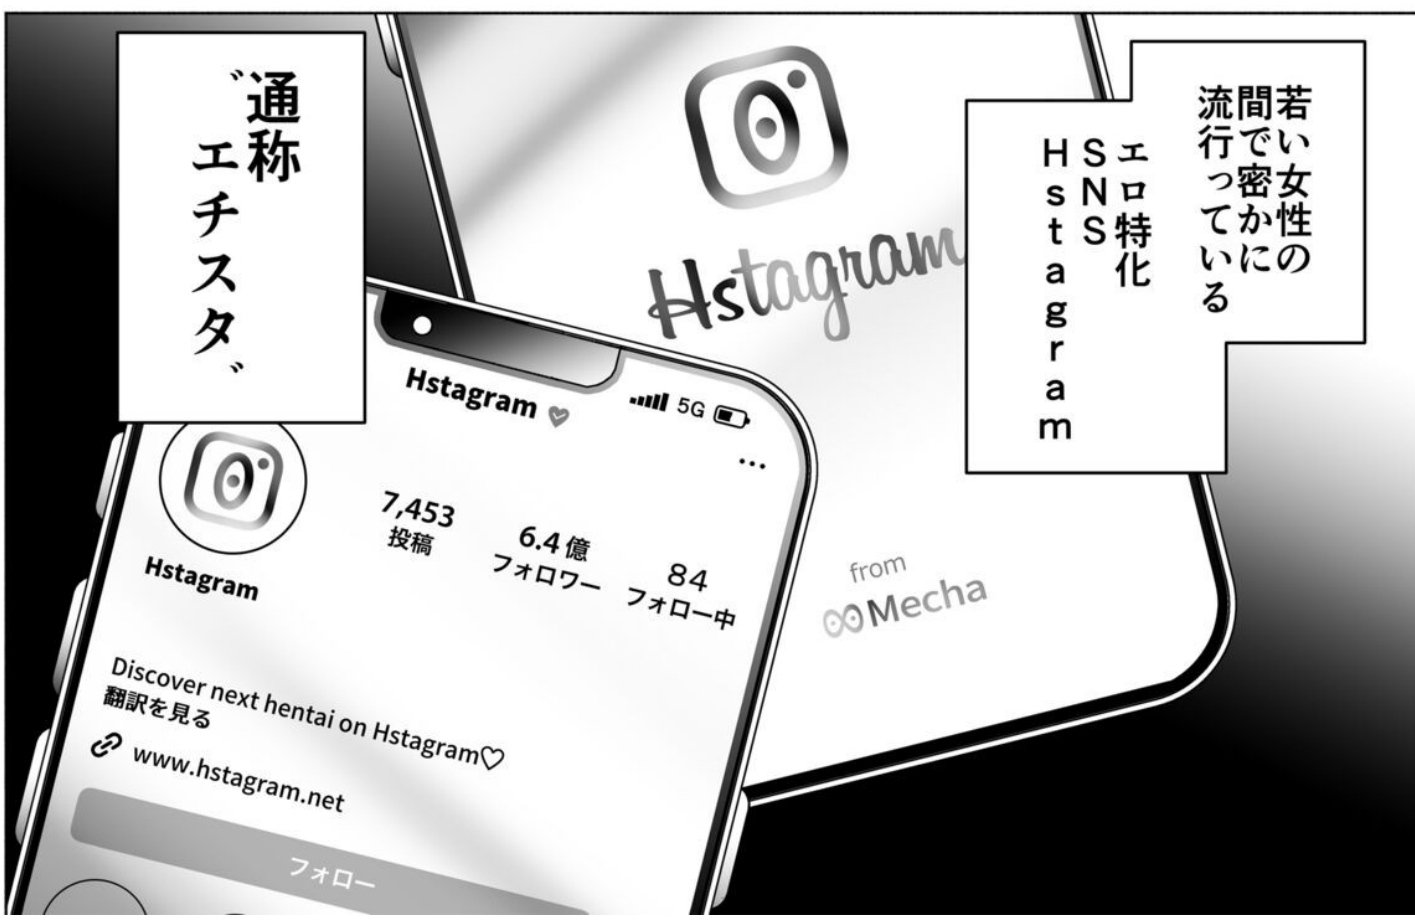 若い女性の
間で密かに
流行っている
エロ特化
SNS
Hstagram
通称
〝エチスタ〟
Hstagram
from
Mecha
Hstagram
5G
...
7,453
投稿
6.4億
フォロワー
84
フォロー中
Hstagram
Discover next hentai on Hstagram♡
翻訳を見る
www.hstagram.net
フォロー